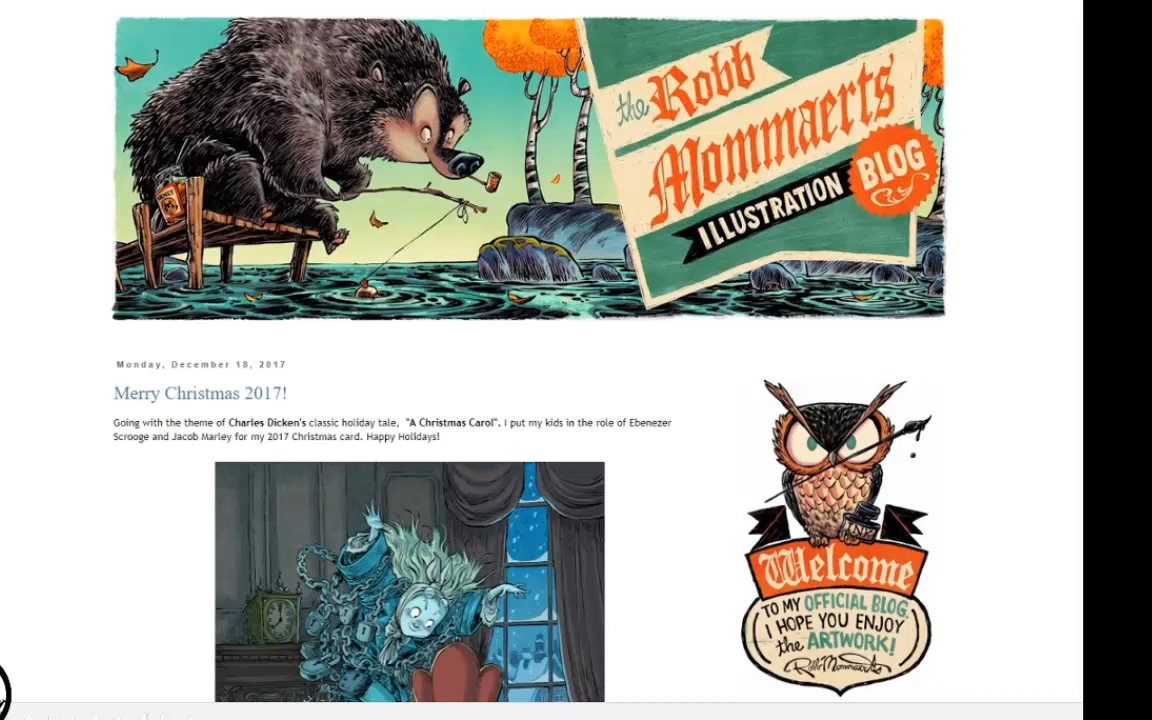 the Robb
Mommaerts
ILLUSTRATION BLOG
Monday, December 18, 2017
Merry Christmas 2017!
Going with the theme of Charles Dicken's classic holiday tale, "A Christmas Carol". I put my kids in the role of Ebenezer
Scrooge and Jacob Marley for my 2017 Christmas card. Happy Holidays!
Welcome
TO MY OFFICIAL BLOG.
I HOPE YOU ENJOY
the ARTWORK!
Robb Mommaerts